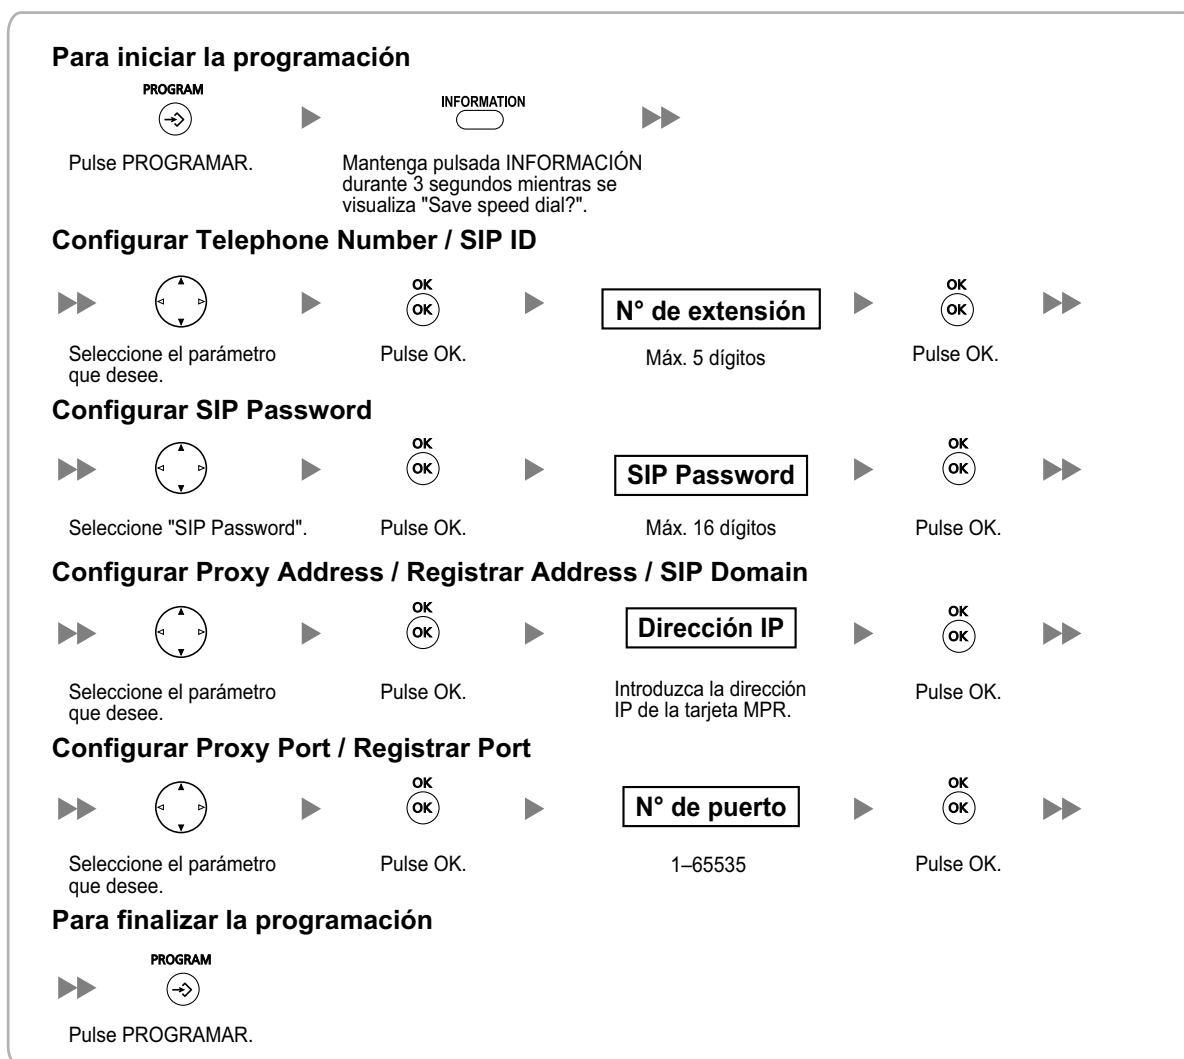 Para iniciar la programación
PROGRAM
INFORMATION
Pulse PROGRAMAR.
Mantenga pulsada INFORMACIÓN
durante 3 segundos mientras se
visualiza "Save speed dial?".
Configurar Telephone Number / SIP ID
OK
OK
N° de extensión
OK
OK
Seleccione el parámetro
que desee.
Pulse OK.
Máx. 5 dígitos
Pulse OK.
Configurar SIP Password
OK
OK
SIP Password
OK
OK
Seleccione "SIP Password".
Pulse OK.
Máx. 16 dígitos
Pulse OK.
Configurar Proxy Address / Registrar Address / SIP Domain
OK
OK
Dirección IP
OK
OK
Seleccione el parámetro
que desee.
Pulse OK.
Introduzca la dirección
IP de la tarjeta MPR.
Pulse OK.
Configurar Proxy Port / Registrar Port
OK
OK
N° de puerto
OK
OK
Seleccione el parámetro
que desee.
Pulse OK.
1–65535
Pulse OK.
Para finalizar la programación
PROGRAM
Pulse PROGRAMAR.